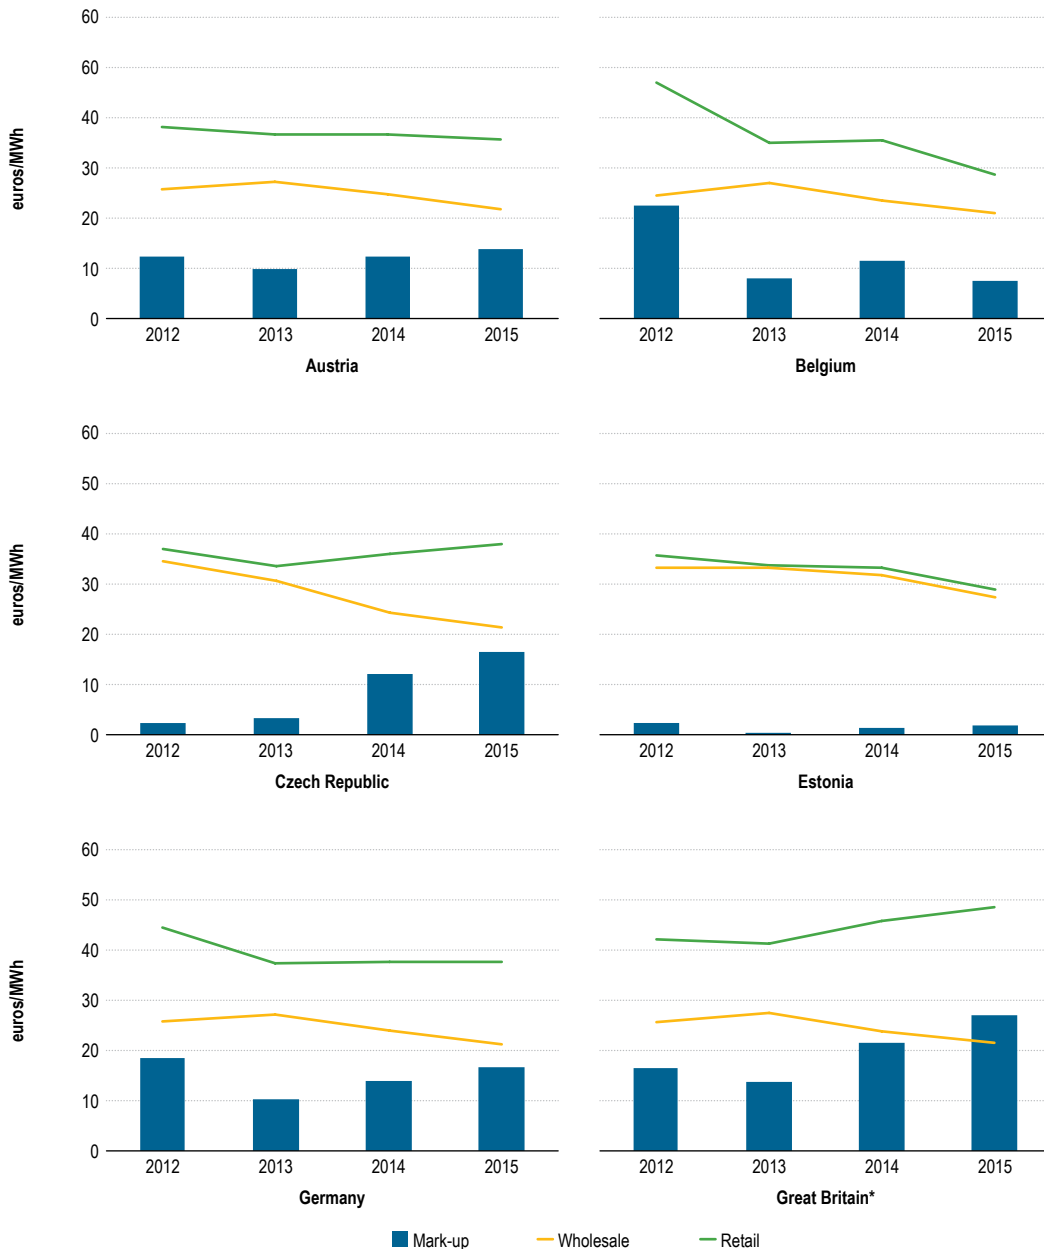 60
60
40
30
20
10
0
euros/MWh
2012 2013 2014 2015 2012 2013 2014 2015
Austria Belgium
60
50
40
30
20
10
0
euros/MWh
2012 2013 2014 2015 2012 2013 2014 2015
Czech Republic Estonia
60
50
40
30
20
10
0
euros/MWh
2012 2013 2014 2015 2012 2013 2014 2015
Germany Great Britain*
Mark-up Wholesale Retail